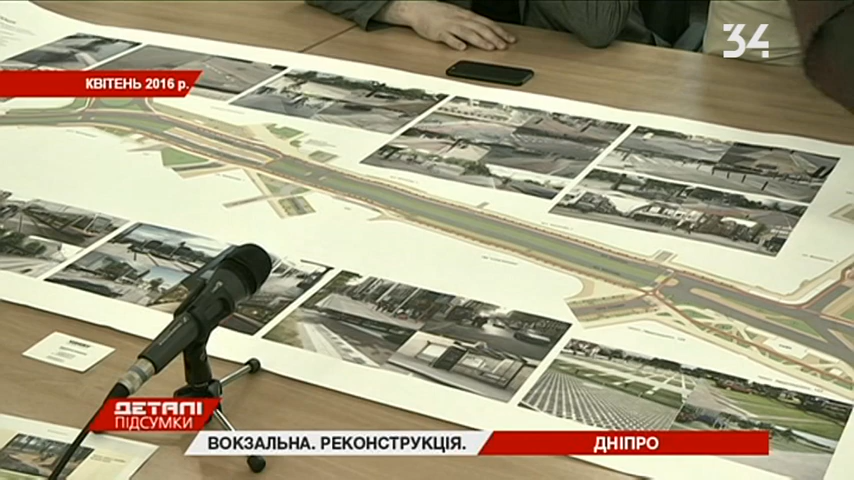 34
КВІТЕНЬ 2016 р.
ДЕТАЛІ
ПІДСУМКИ
ВОКЗАЛЬНА. РЕКОНСТРУКЦІЯ.
ДНІПРО